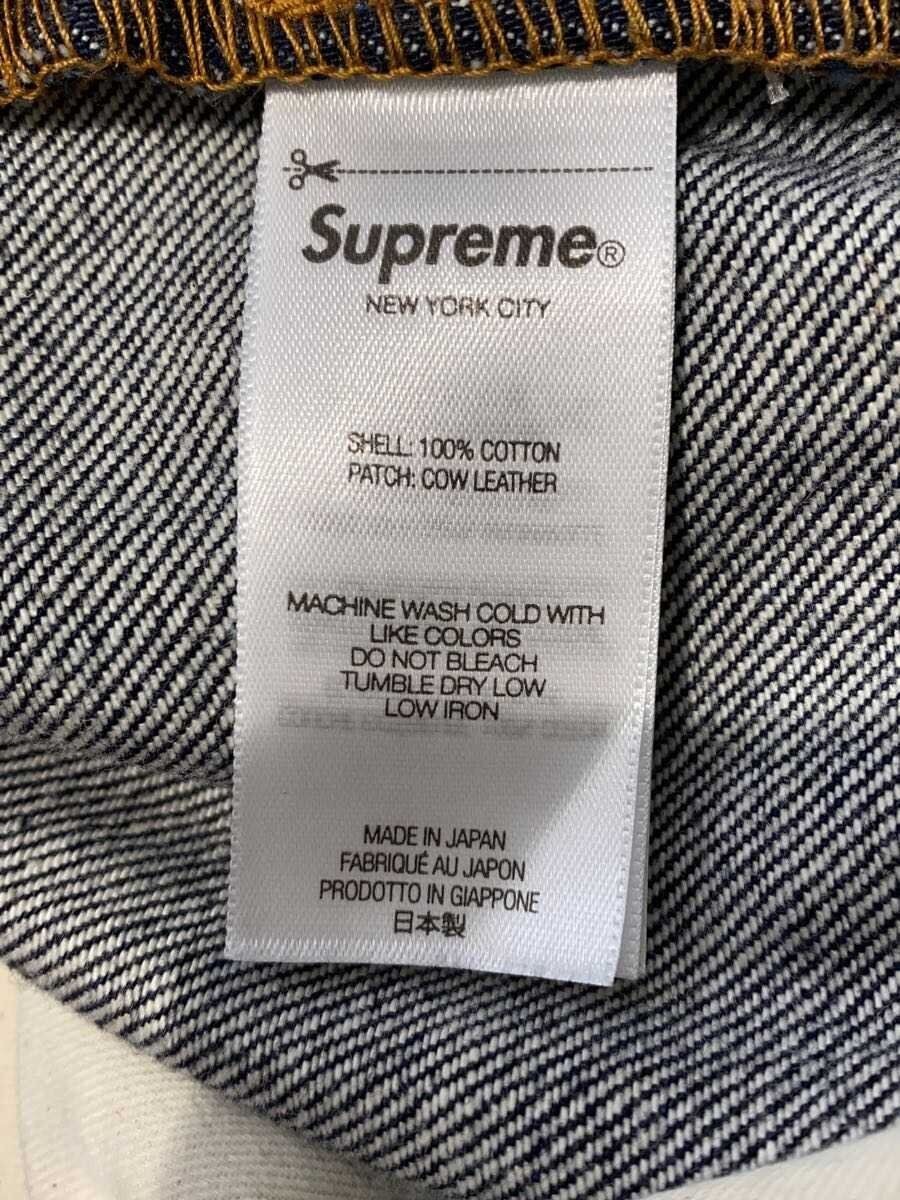 Supreme®
NEW YORK CITY
SHELL: 100% COTTON
PATCH: COW LEATHER
MACHINE WASH COLD WITH
LIKE COLORS
DO NOT BLEACH
TUMBLE DRY LOW
LOW IRON
MADE IN JAPAN
FABRIQUÉ AU JAPON
PRODOTTO IN GIAPPONE
日本製